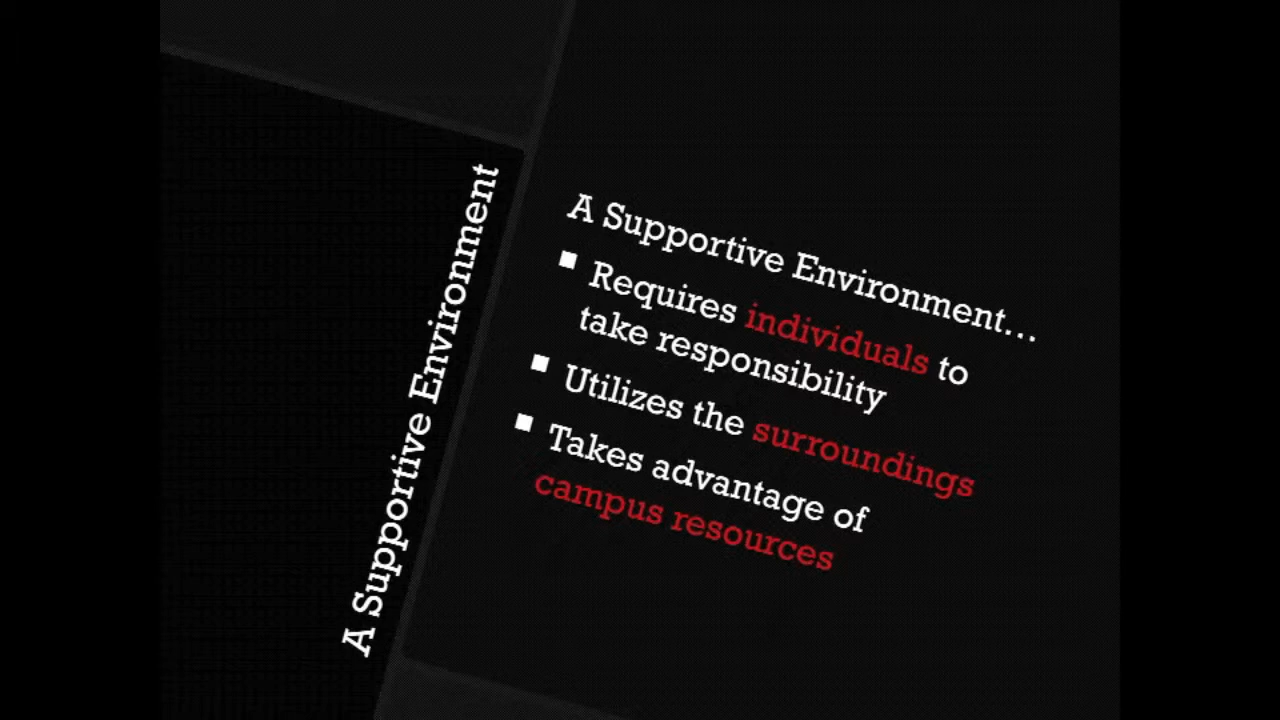 A Supportive Environment
A Supportive Environment...
▪ Requires individuals to
take responsibility
▪ Utilizes the surroundings
▪ Takes advantage of
campus resources